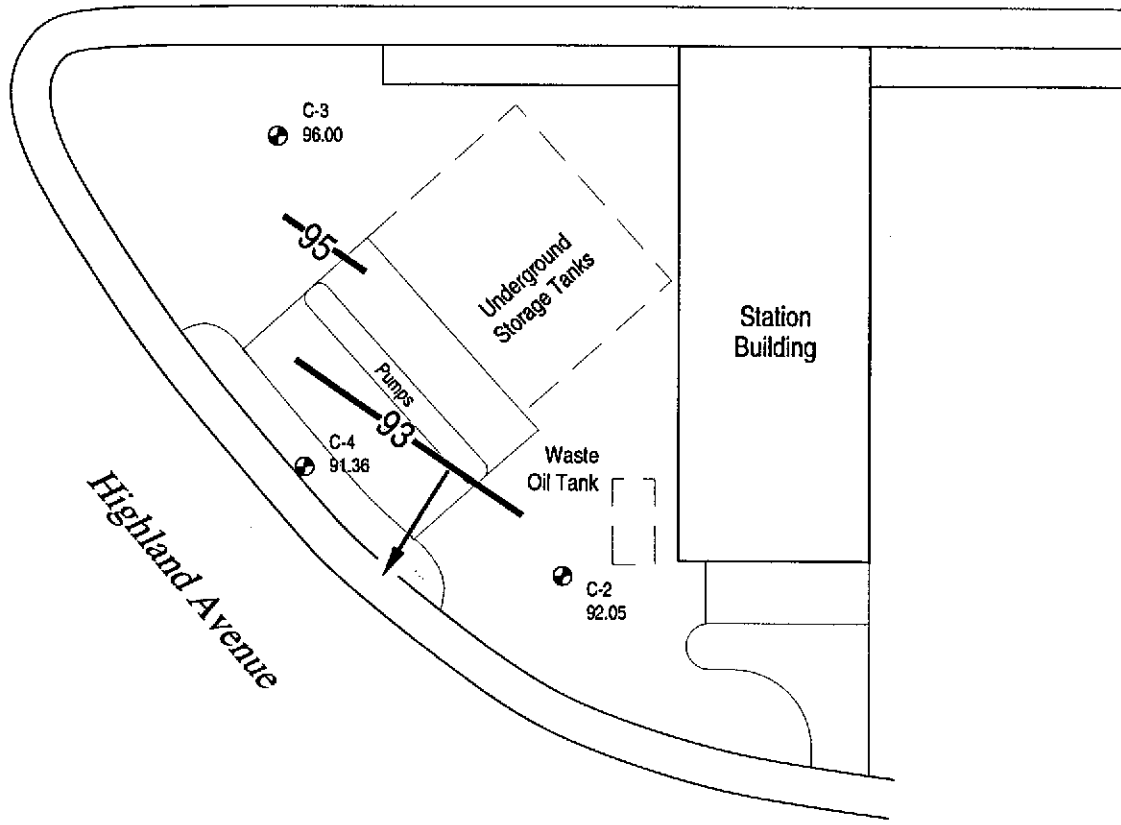 C-3
96.00
95
Underground
Storage Tanks
Station
Building
Pumps
93
C-4
91.36
Waste
Oil Tank
Highland Avenue
C-2
92.05